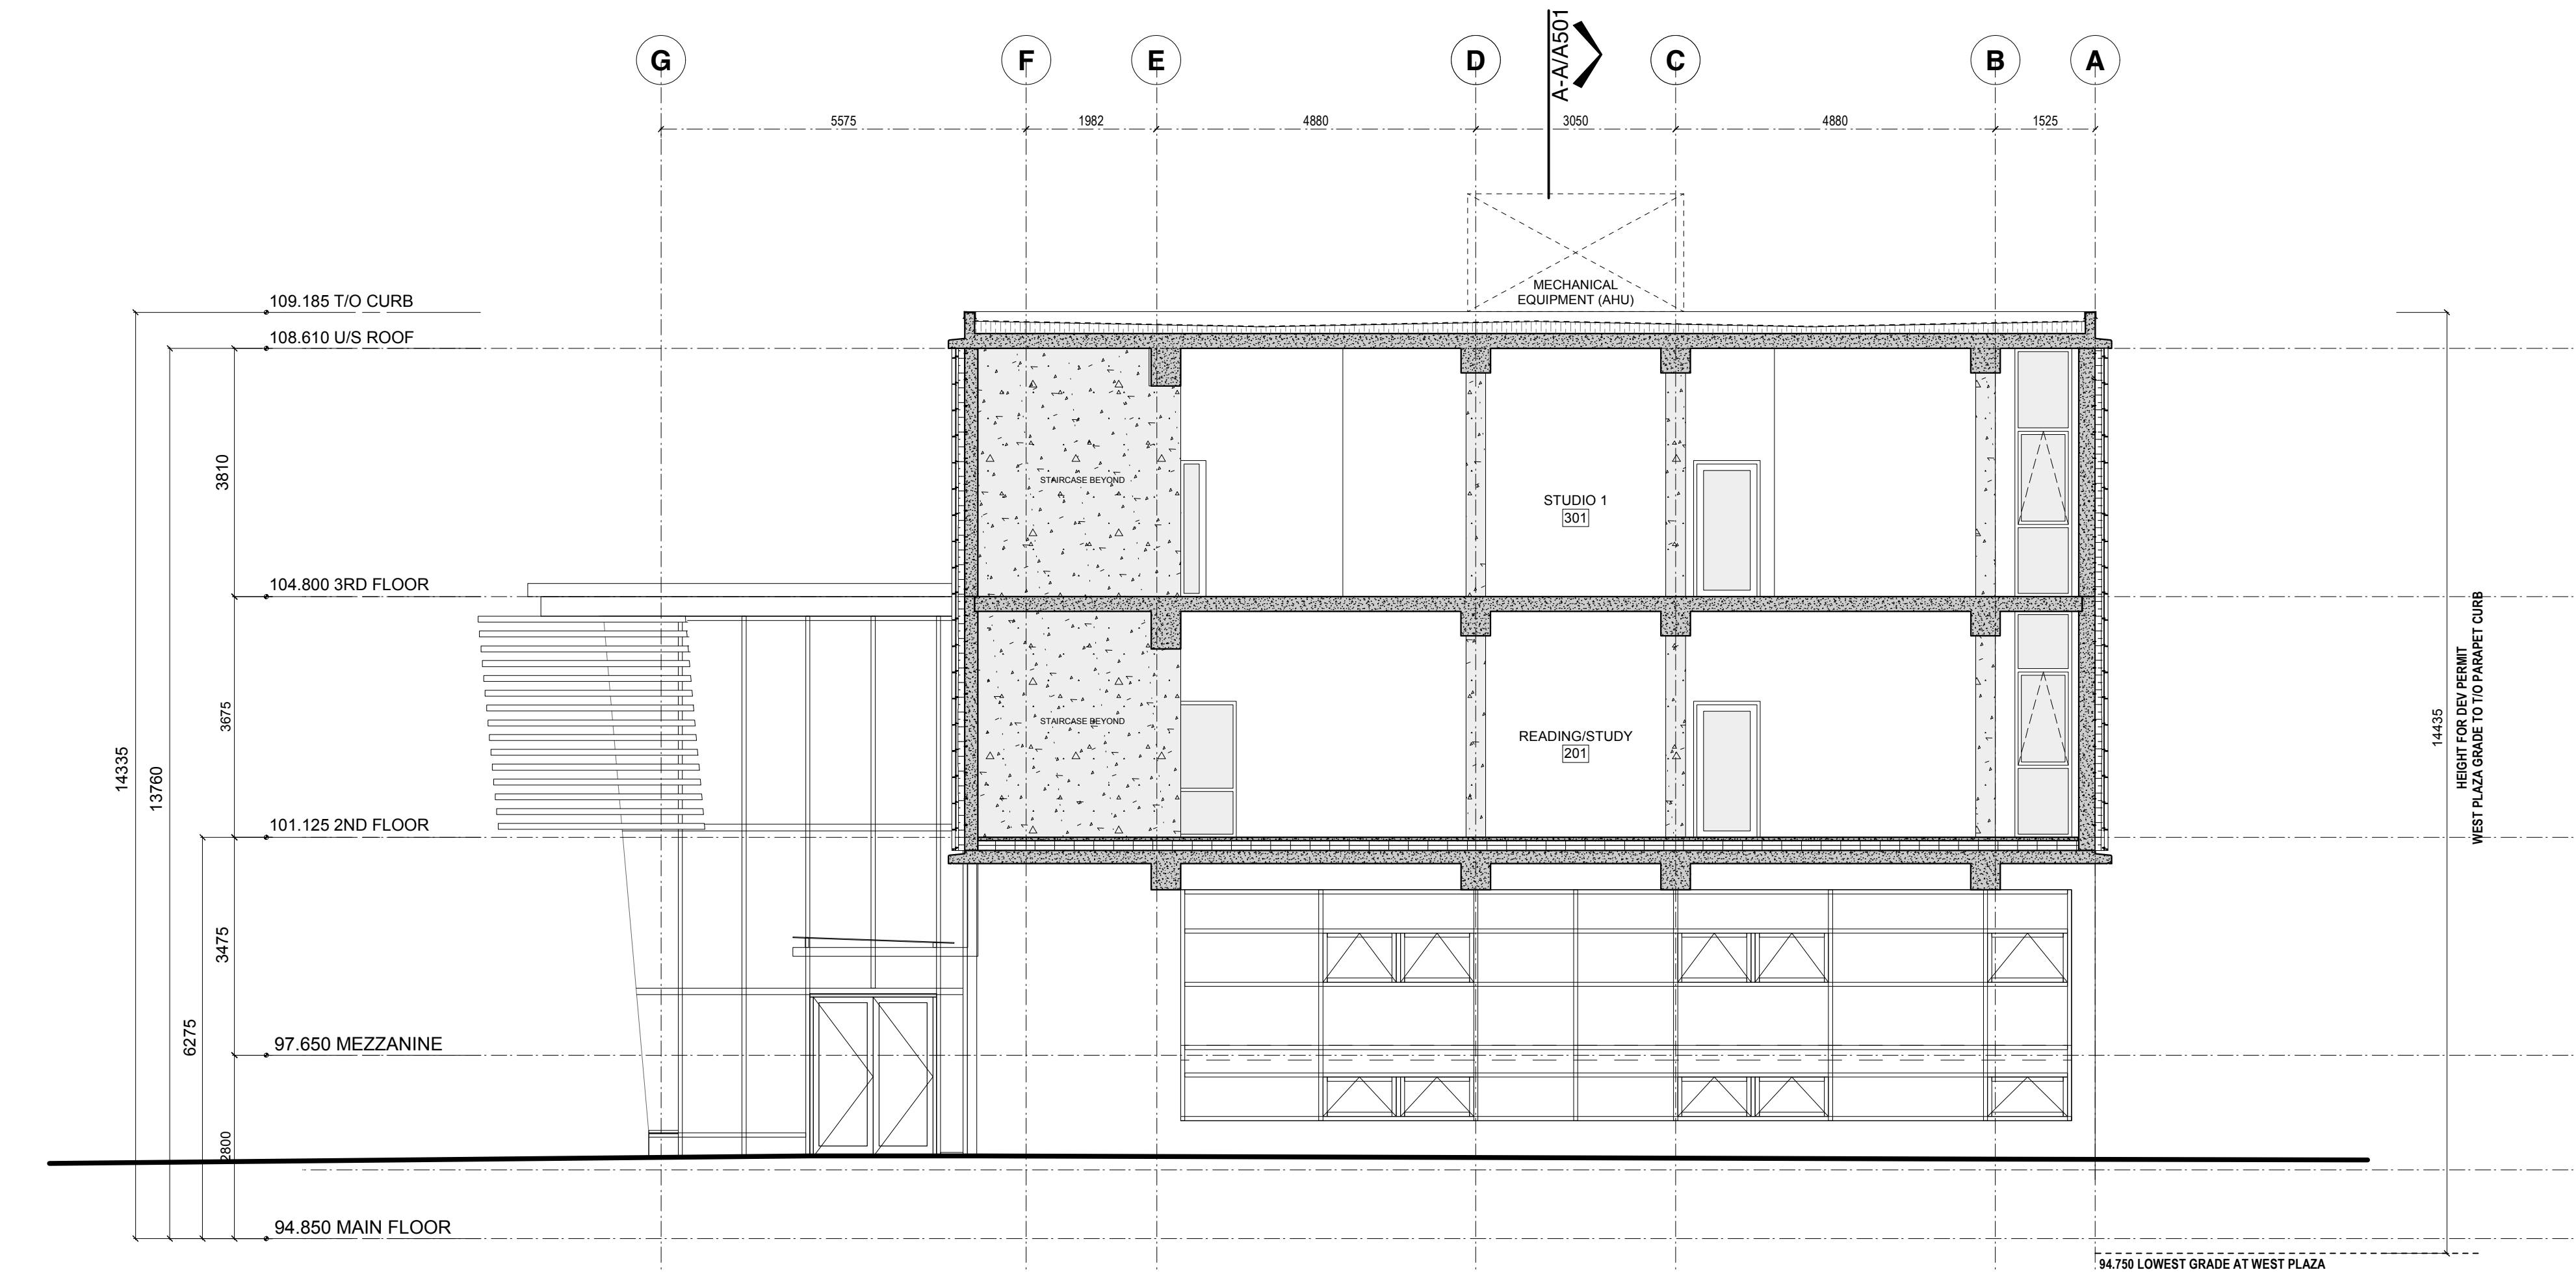 A-A/A501
G
F
E
D
C
B
A
5575
1982
4880
3050
4880
1525
MECHANICAL
EQUIPMENT (AHU)
109.185 T/O CURB
108.610 U/S ROOF
3810
STAIRCASE BEYOND
STUDIO 1
301
104.800 3RD FLOOR
3675
STAIRCASE BEYOND
READING/STUDY
201
14335
13760
101.125 2ND FLOOR
3475
6275
97.650 MEZZANINE
2800
94.850 MAIN FLOOR
14435
HEIGHT FOR DEV PERMIT
WEST PLAZA GRADE TO T/O PARAPET CURB
94.750 LOWEST GRADE AT WEST PLAZA